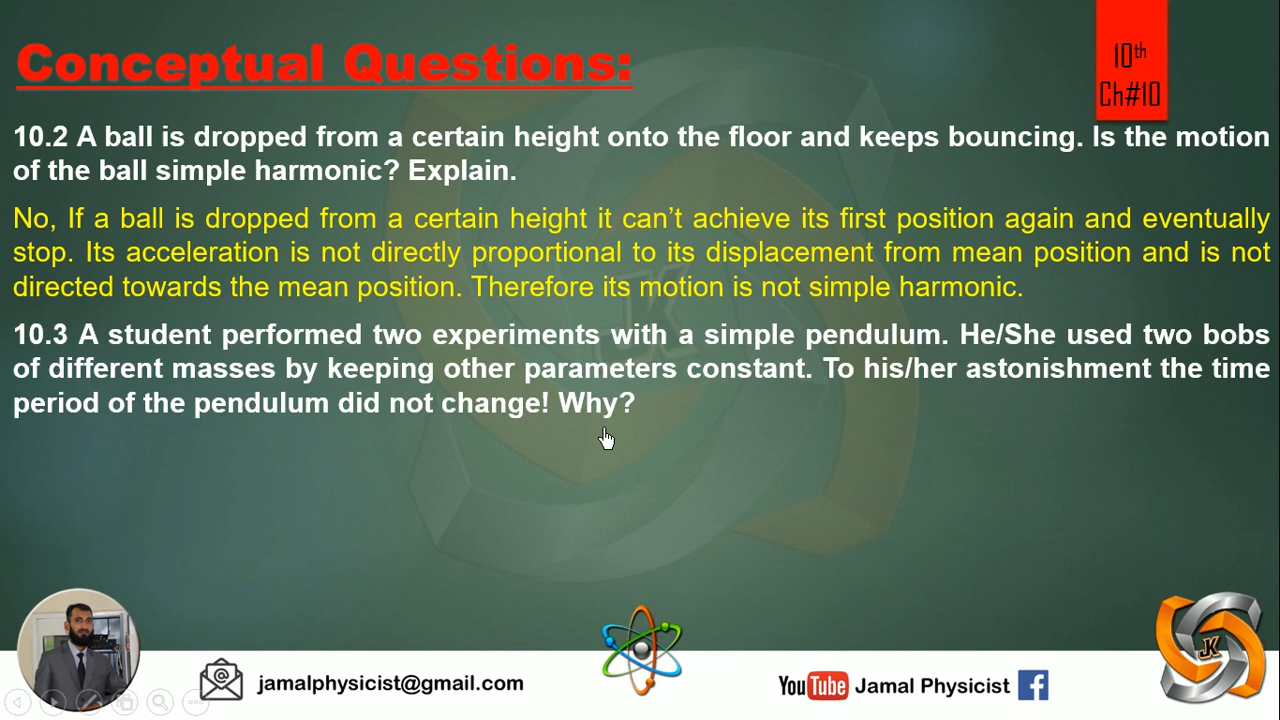 Conceptual Questions:
10th
Ch#10
10.2 A ball is dropped from a certain height onto the floor and keeps bouncing. Is the motion
of the ball simple harmonic? Explain.
No, If a ball is dropped from a certain height it can’t achieve its first position again and eventually
stop. Its acceleration is not directly proportional to its displacement from mean position and is not
directed towards the mean position. Therefore its motion is not simple harmonic.
10.3 A student performed two experiments with a simple pendulum. He/She used two bobs
of different masses by keeping other parameters constant. To his/her astonishment the time
period of the pendulum did not change! Why?
jamalphysicist@gmail.com
YouTube Jamal Physicist f
JK